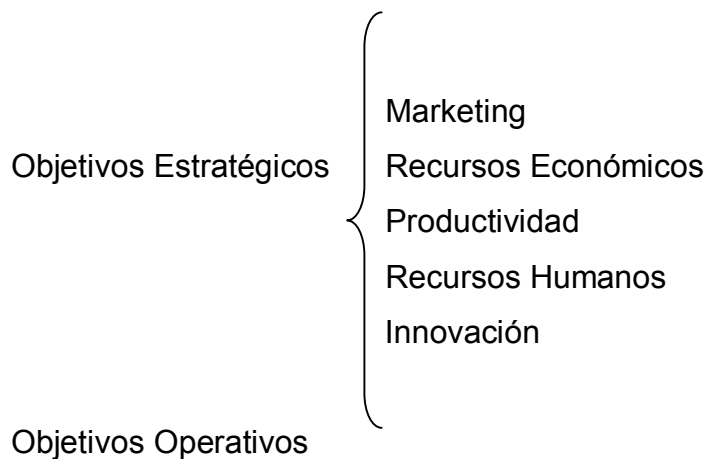 Marketing
Objetivos Estratégicos Recursos Económicos
Productividad
Recursos Humanos
Innovación
Objetivos Operativos